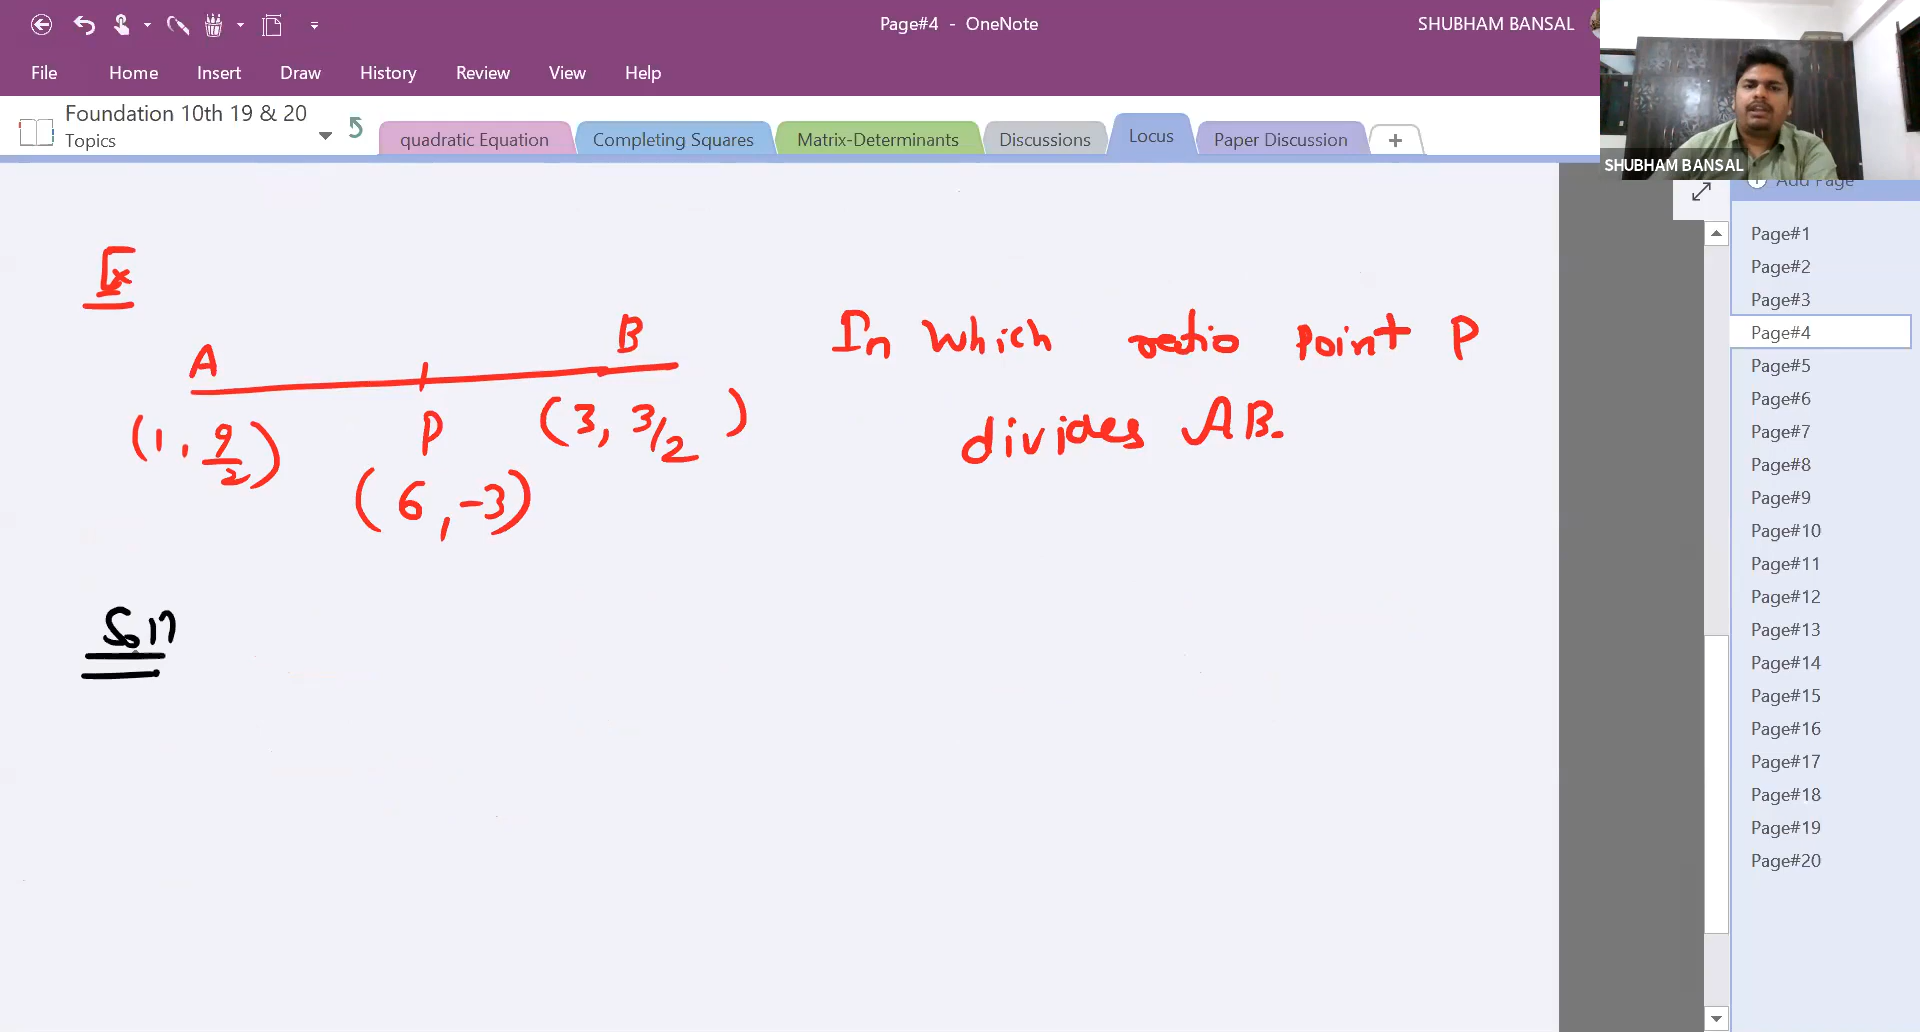 Page#4 - OneNote
SHUBHAM BANSAL
File Home Insert Draw History Review View Help
Foundation 10th 19 & 20
Topics
quadratic Equation
Completing Squares
Matrix-Determinants
Discussions
Locus
Paper Discussion
+
SHUBHAM BANSAL
Add Page
Ex
A
B
(1, 9/2)
P
(3, 3/2)
(6, -3)
In which ratio point P
divides AB.
Soln
Page#1
Page#2
Page#3
Page#4
Page#5
Page#6
Page#7
Page#8
Page#9
Page#10
Page#11
Page#12
Page#13
Page#14
Page#15
Page#16
Page#17
Page#18
Page#19
Page#20